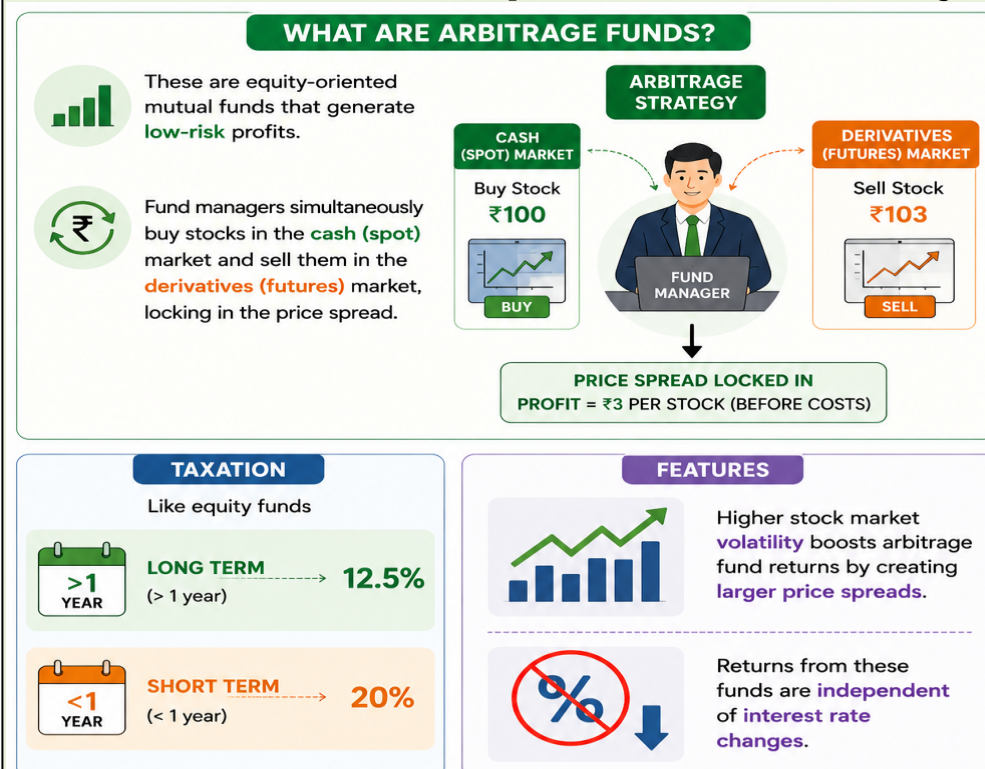 WHAT ARE ARBITRAGE FUNDS?
These are equity-oriented
mutual funds that generate
low-risk profits.
₹
Fund managers simultaneously
buy stocks in the cash (spot)
market and sell them in the
derivatives (futures) market,
locking in the price spread.
ARBITRAGE
STRATEGY
CASH
(SPOT) MARKET
Buy Stock
₹100
BUY
FUND
MANAGER
DERIVATIVES
(FUTURES) MARKET
Sell Stock
₹103
SELL
PRICE SPREAD LOCKED IN
PROFIT = ₹3 PER STOCK (BEFORE COSTS)
TAXATION
Like equity funds
>1
YEAR
LONG TERM
(> 1 year)
12.5%
<1
YEAR
SHORT TERM
(< 1 year)
20%
FEATURES
Higher stock market
volatility boosts arbitrage
fund returns by creating
larger price spreads.
%
Returns from these
funds are independent
of interest rate
changes.